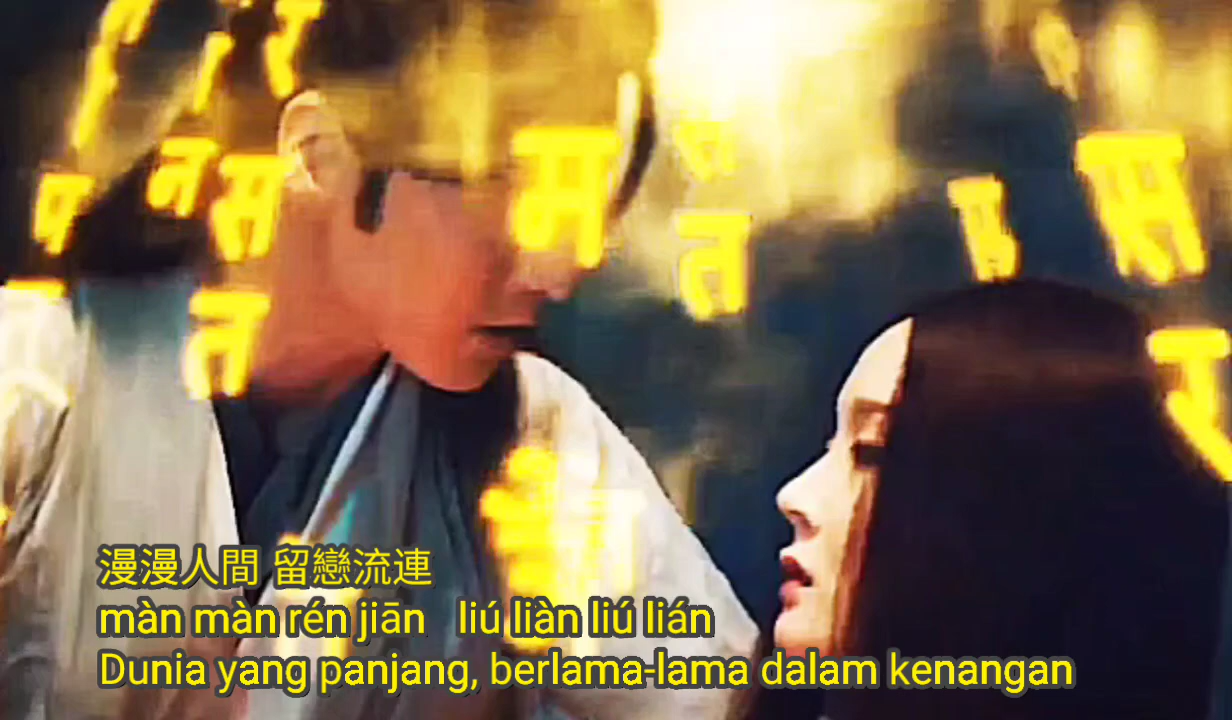 प
न
स
त
म
त
स
漫漫人間 留戀流連
màn màn rén jiān liú liàn liú lián
Dunia yang panjang, berlama-lama dalam kenangan